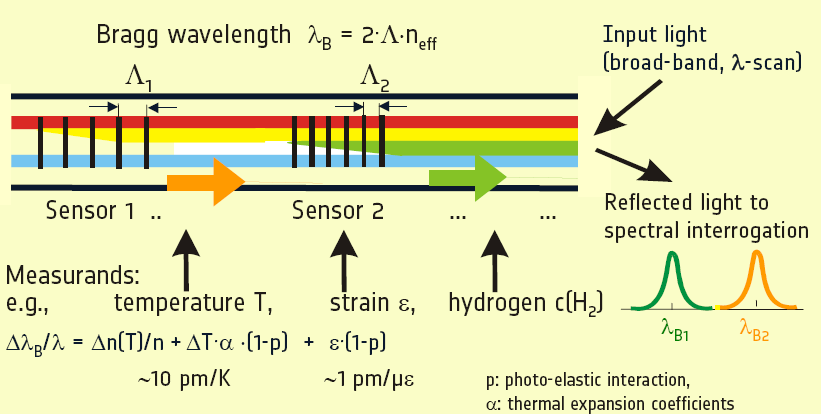 Bragg wavelength λB = 2·Λ·neff
Input light
(broad-band, λ-scan)
Λ1
Λ2
Sensor 1 ..
Sensor 2
...
...
Reflected light to
spectral interrogation
Measurands:
e.g., temperature T, strain ε, hydrogen c(H2)
λB1
λB2
ΔλB/λ = Δn(T)/n + ΔT·α ·(1-p) + ε·(1-p)
~10 pm/K
~1 pm/με
p: photo-elastic interaction,
α: thermal expansion coefficients